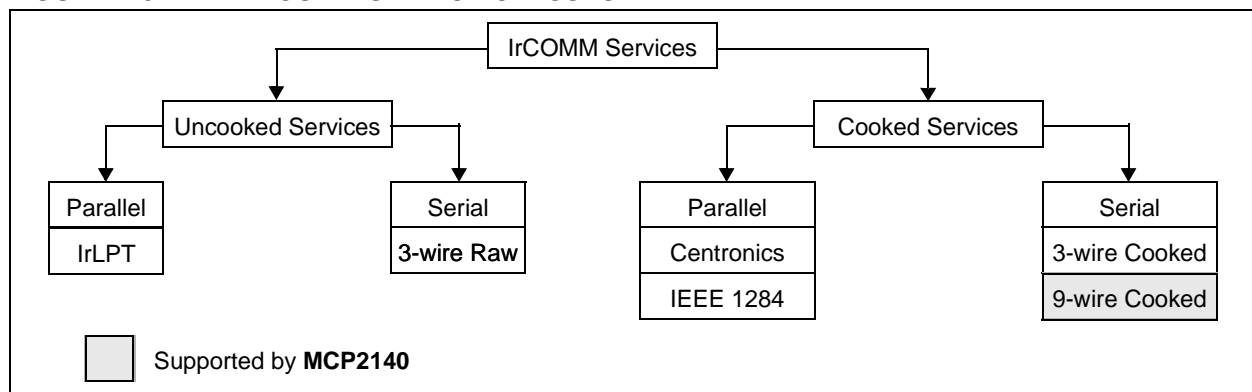 IrCOMM Services
Uncooked Services
Cooked Services
Parallel
IrLPT
Serial
3-wire Raw
Parallel
Centronics
IEEE 1284
Serial
3-wire Cooked
9-wire Cooked
Supported by MCP2140